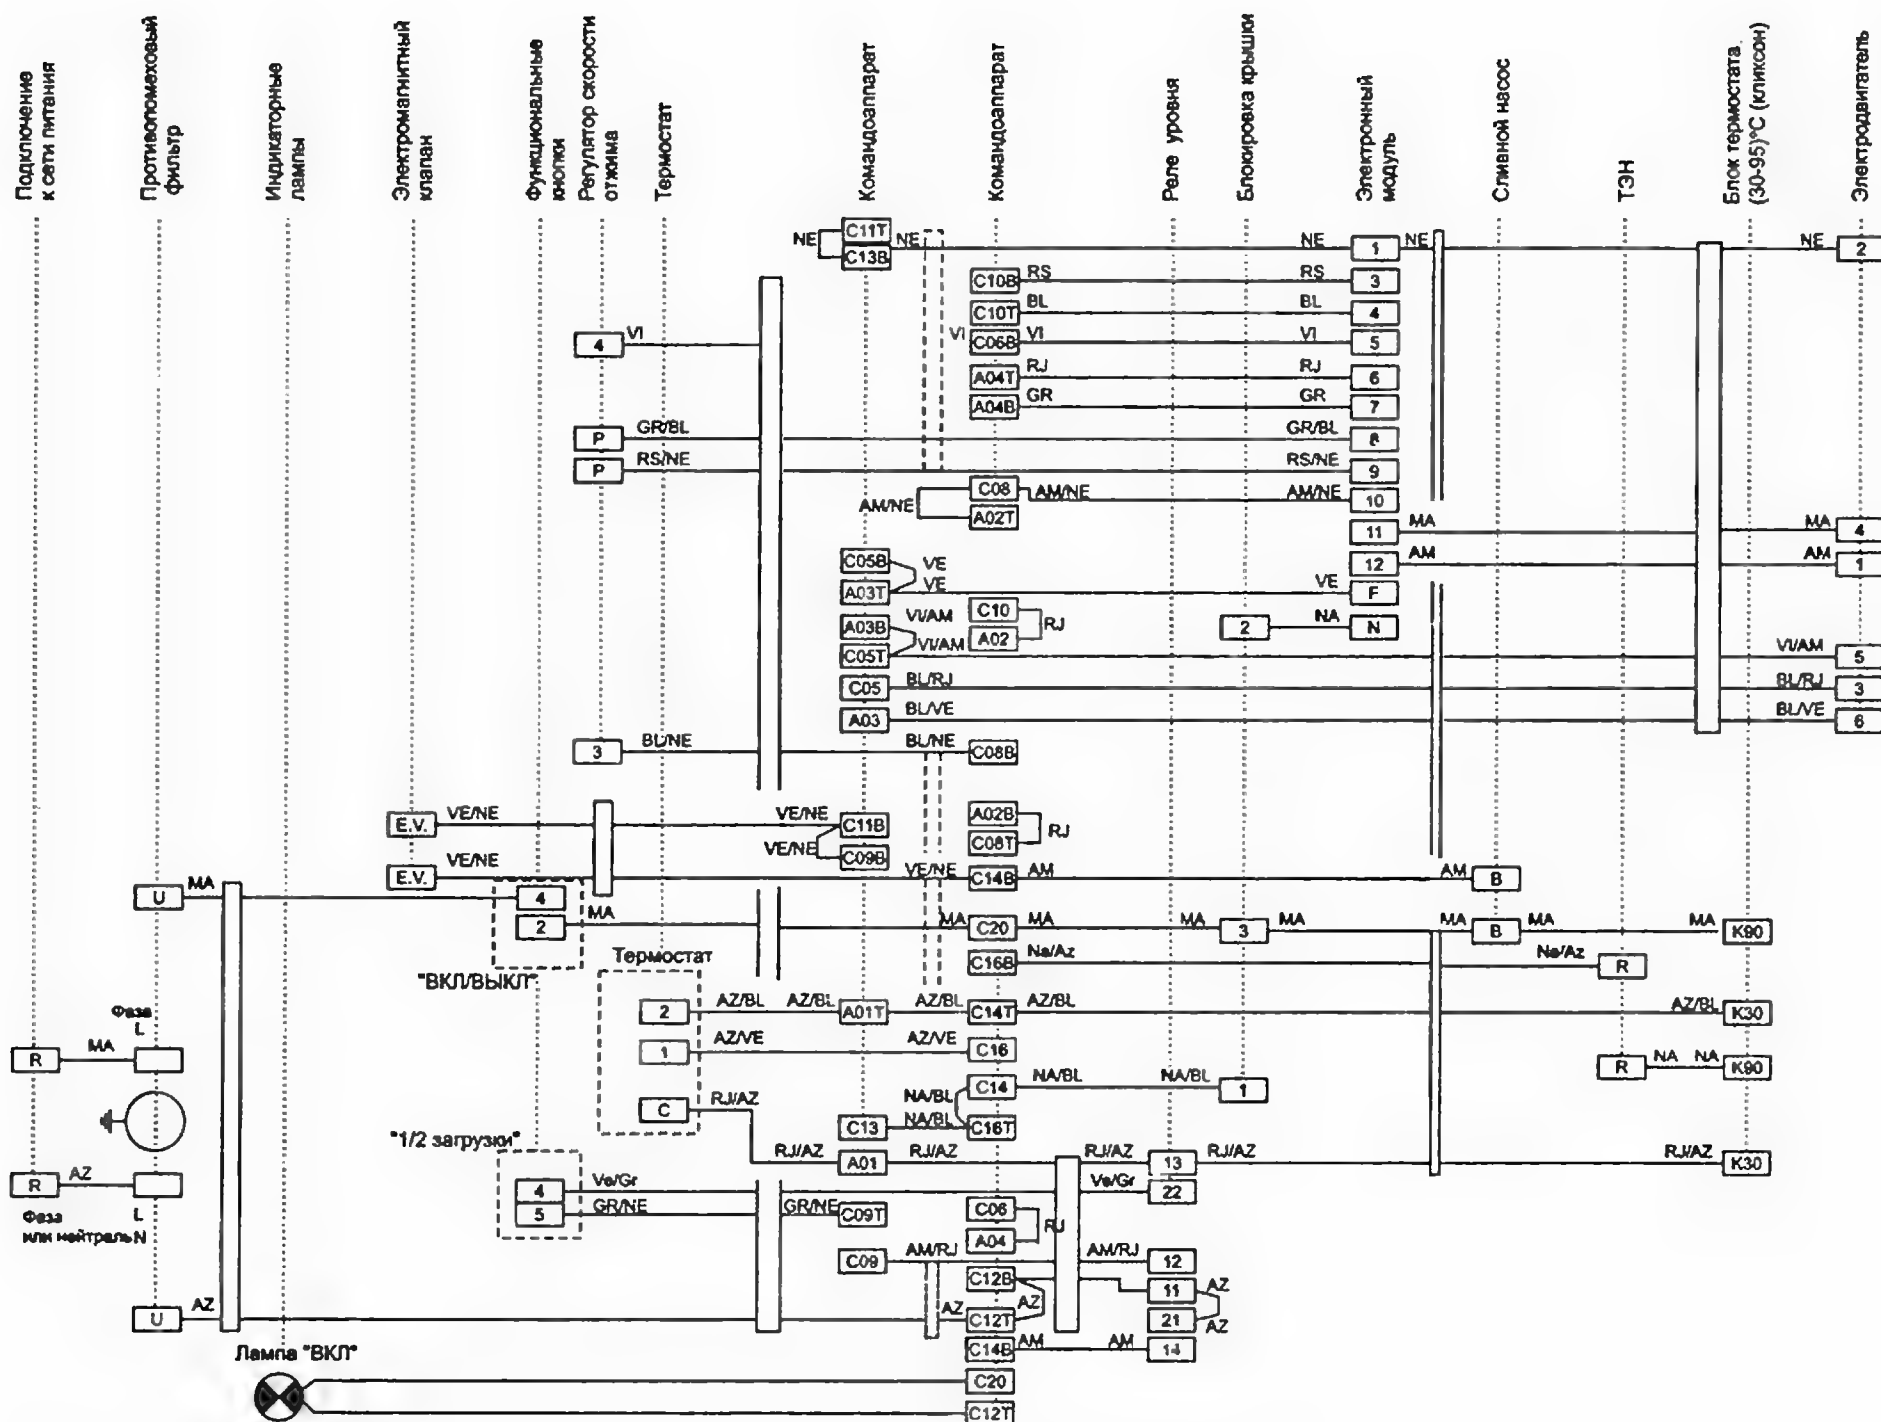 Подключение
к сети питания
Противопомеховый
фильтр
Индикаторные
лампы
Электромагнитный
клапан
Функциональные
кнопки
Регулятор скорости
отжима
Термостат
Командоаппарат
Командоаппарат
Реле уровня
Блокировка крышки
Электронный
модуль
Сливной насос
ТЭН
Блок термостата
(30-95)°С (кликсон)
Электродвигатель
NE C11T NE NE 1 NE NE 2
C13B
C10B RS RS 3
C10T BL BL 4
4 VI VI C06B VI VI 5
A04T RJ RJ 6
A04B GR GR 7
P GR/BL GR/BL 8
P RS/NE RS/NE 9
AM/NE C08 AM/NE AM/NE 10
A02T
11 MA MA 4
C05B VE 12 AM AM 1
A03T VE VE F
A03B VI/AM C10 RJ 2 NA N
A02
C05T VI/AM VI/AM 5
C05 BL/RJ BL/RJ 3
A03 BL/VE BL/VE 6
3 BL/NE BL/NE C08B
E.V. VE/NE VE/NE C11B A02B RJ
VE/NE C09B C08T
E.V. VE/NE VE/NE C14B AM AM B
U MA 4
2 MA MA C20 MA MA 3 MA MA B MA MA K90
"ВКЛ/ВЫКЛ"
Термостат
C16B Na/Az Na/Az R
2 AZ/BL AZ/BL A01T AZ/BL C14T AZ/BL AZ/BL K30
Фаза
L
1 AZ/VE AZ/VE C16
R MA R NA NA K90
C14 NA/BL NA/BL 1
NA/BL
C RJ/AZ C13 NA/BL C16T
"1/2 загрузки"
RJ/AZ A01 RJ/AZ RJ/AZ 13 RJ/AZ RJ/AZ K30
R AZ
4 Ve/Gr Ve/Gr 22
5 GR/NE GR/NE C09T C06 RJ
A04
Фаза L
или нейтраль N
C09 AM/RJ AM/RJ 12
C12B 11 AZ
AZ
U AZ AZ C12T 21 AZ
C14B AM AM 14
Лампа "ВКЛ"
C20
C12T